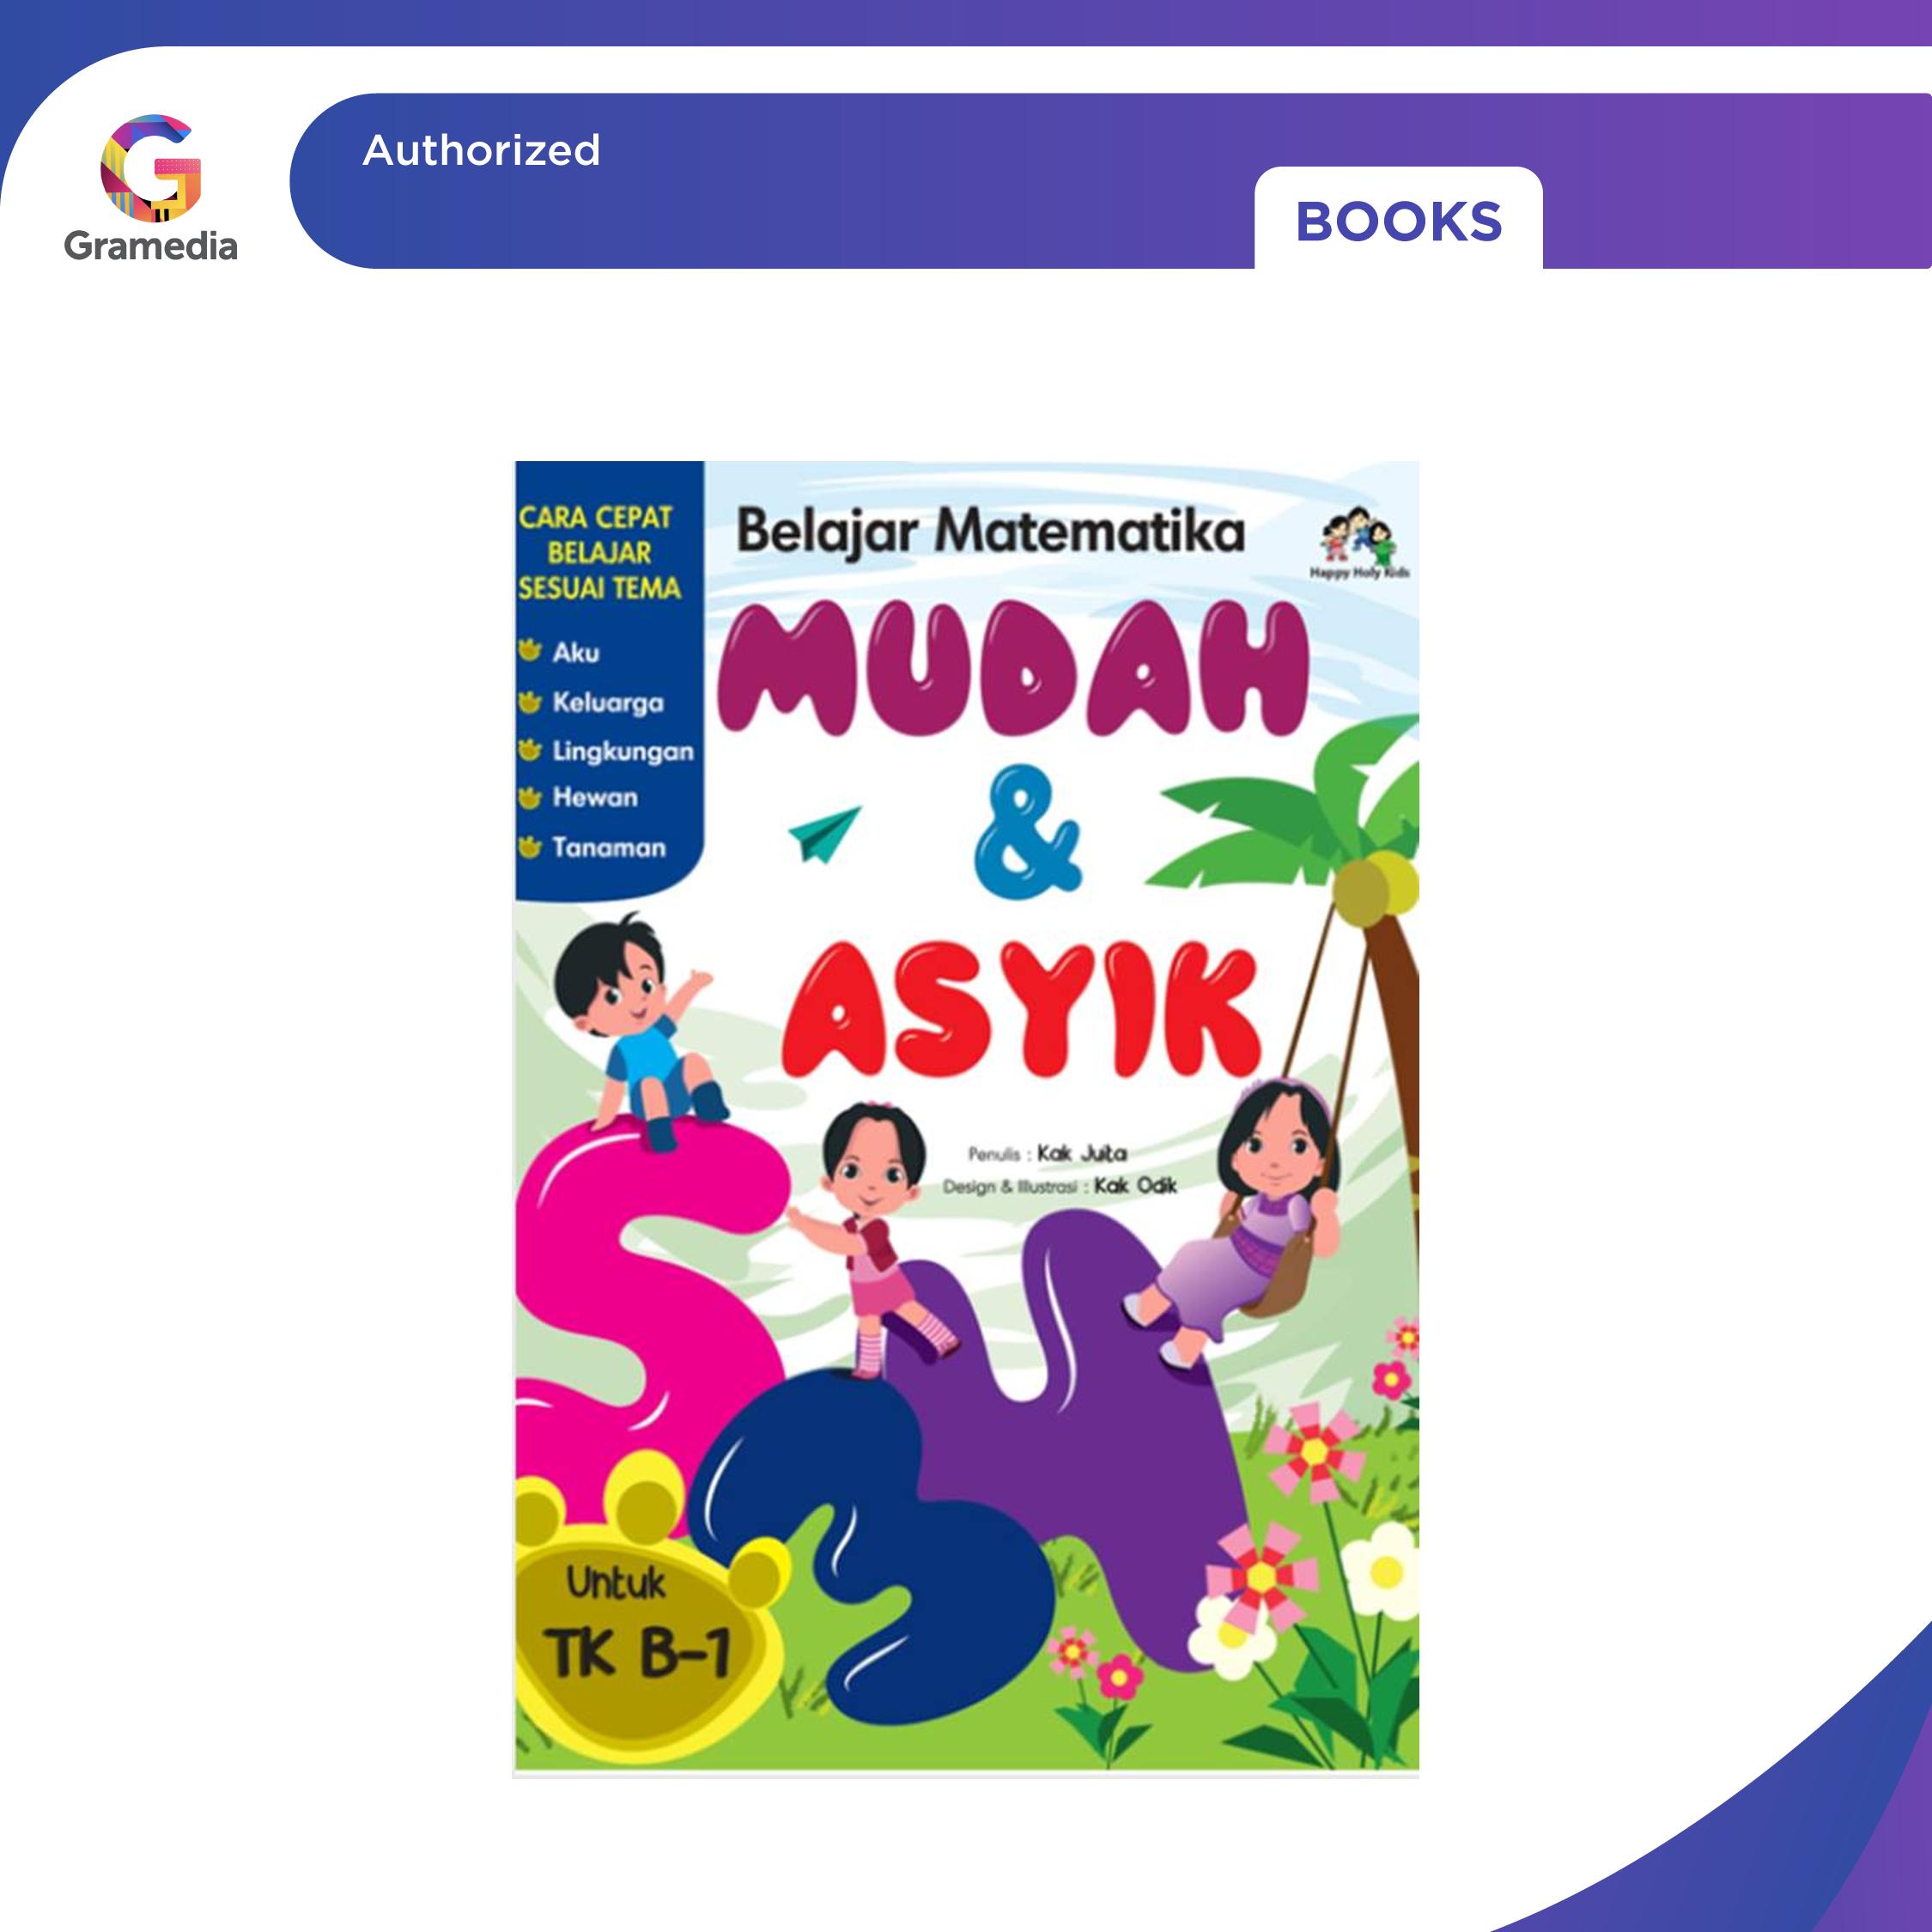 Gramedia
Authorized
BOOKS
CARA CEPAT
BELAJAR
SESUAI TEMA
Aku
Keluarga
Lingkungan
Hewan
Tanaman
Belajar Matematika
Happy Holy Kids
MUDAH
&
ASYIK
Penulis : Kak Juita
Design & Illustrasi : Kak Odik
Untuk
TK B-1